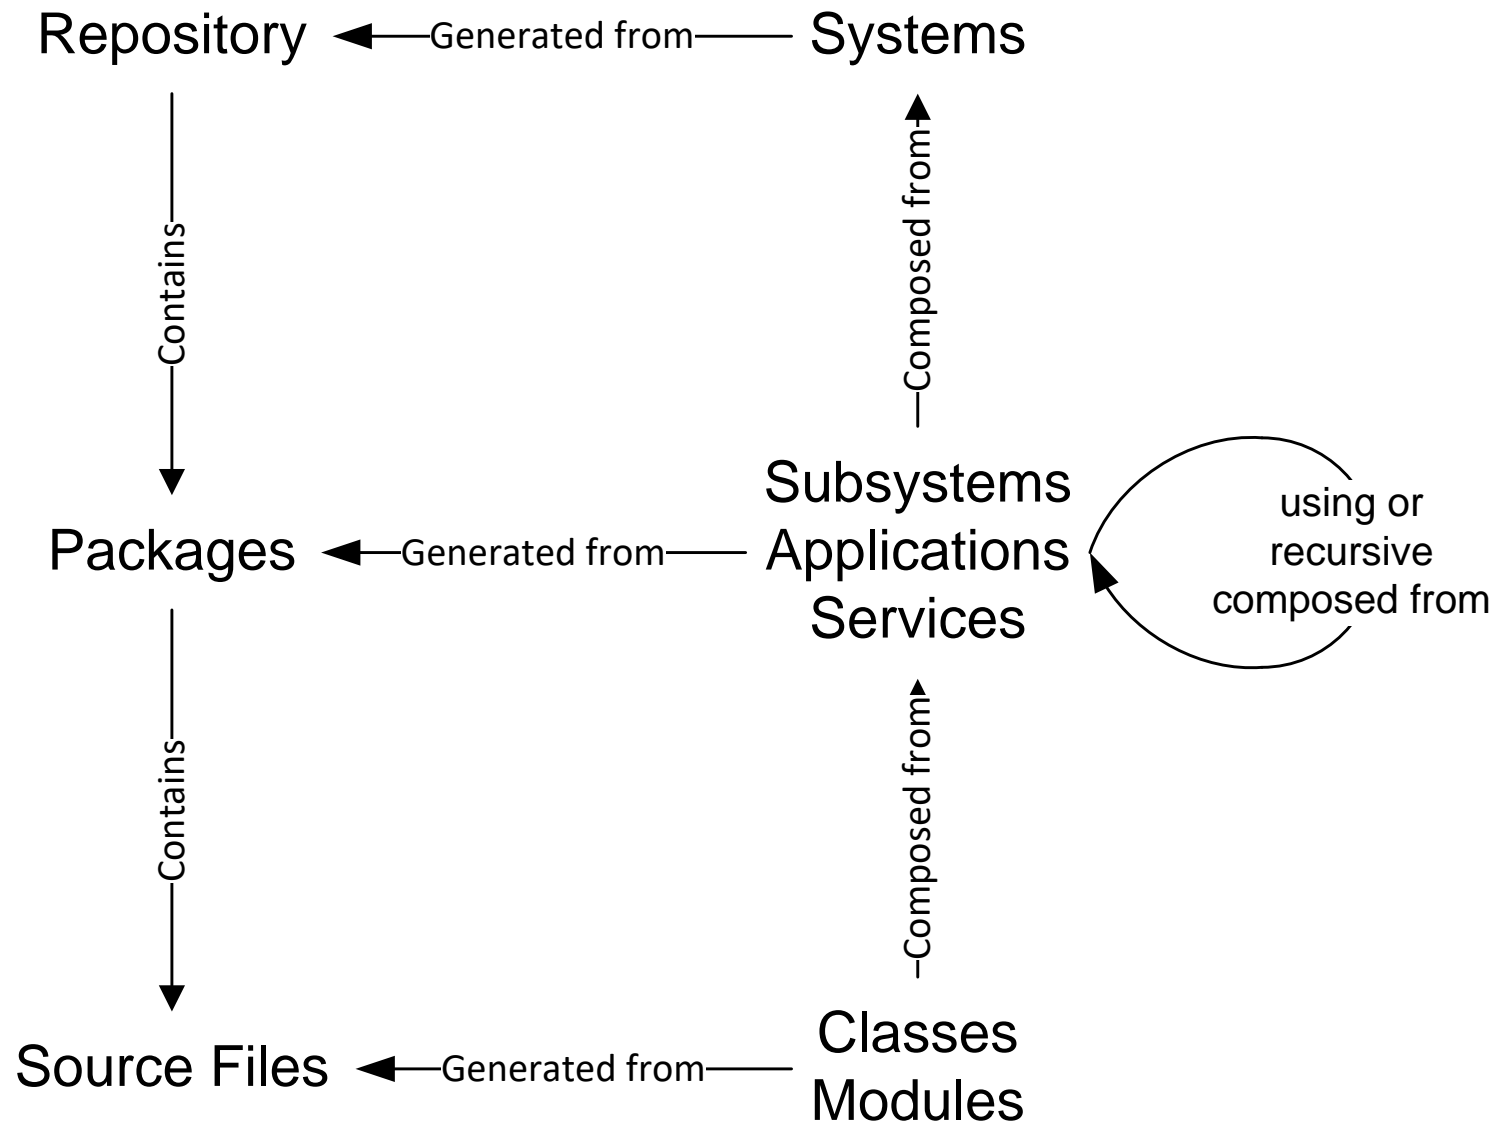 Repository
Generated from
Systems
Contains
Composed from
Subsystems
Applications
Services
Packages
Generated from
using or
recursive
composed from
Contains
Composed from
Source Files
Generated from
Classes
Modules